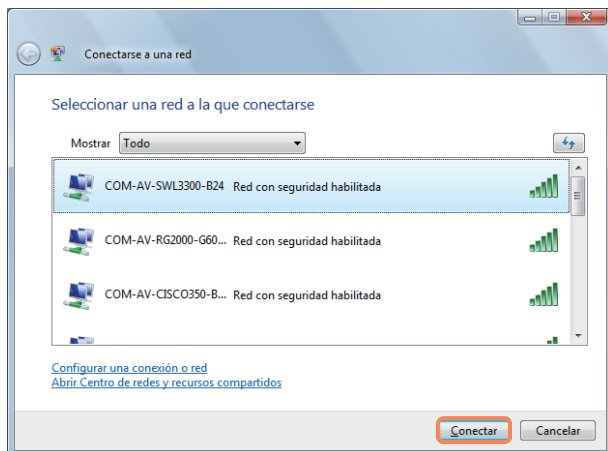 Conectarse a una red
Seleccionar una red a la que conectarse
Mostrar Todo
COM-AV-SWL3300-B24 Red con seguridad habilitada
COM-AV-RG2000-G60... Red con seguridad habilitada
COM-AV-CISCO350-B... Red con seguridad habilitada
Configurar una conexión o red
Abrir Centro de redes y recursos compartidos
Conectar Cancelar